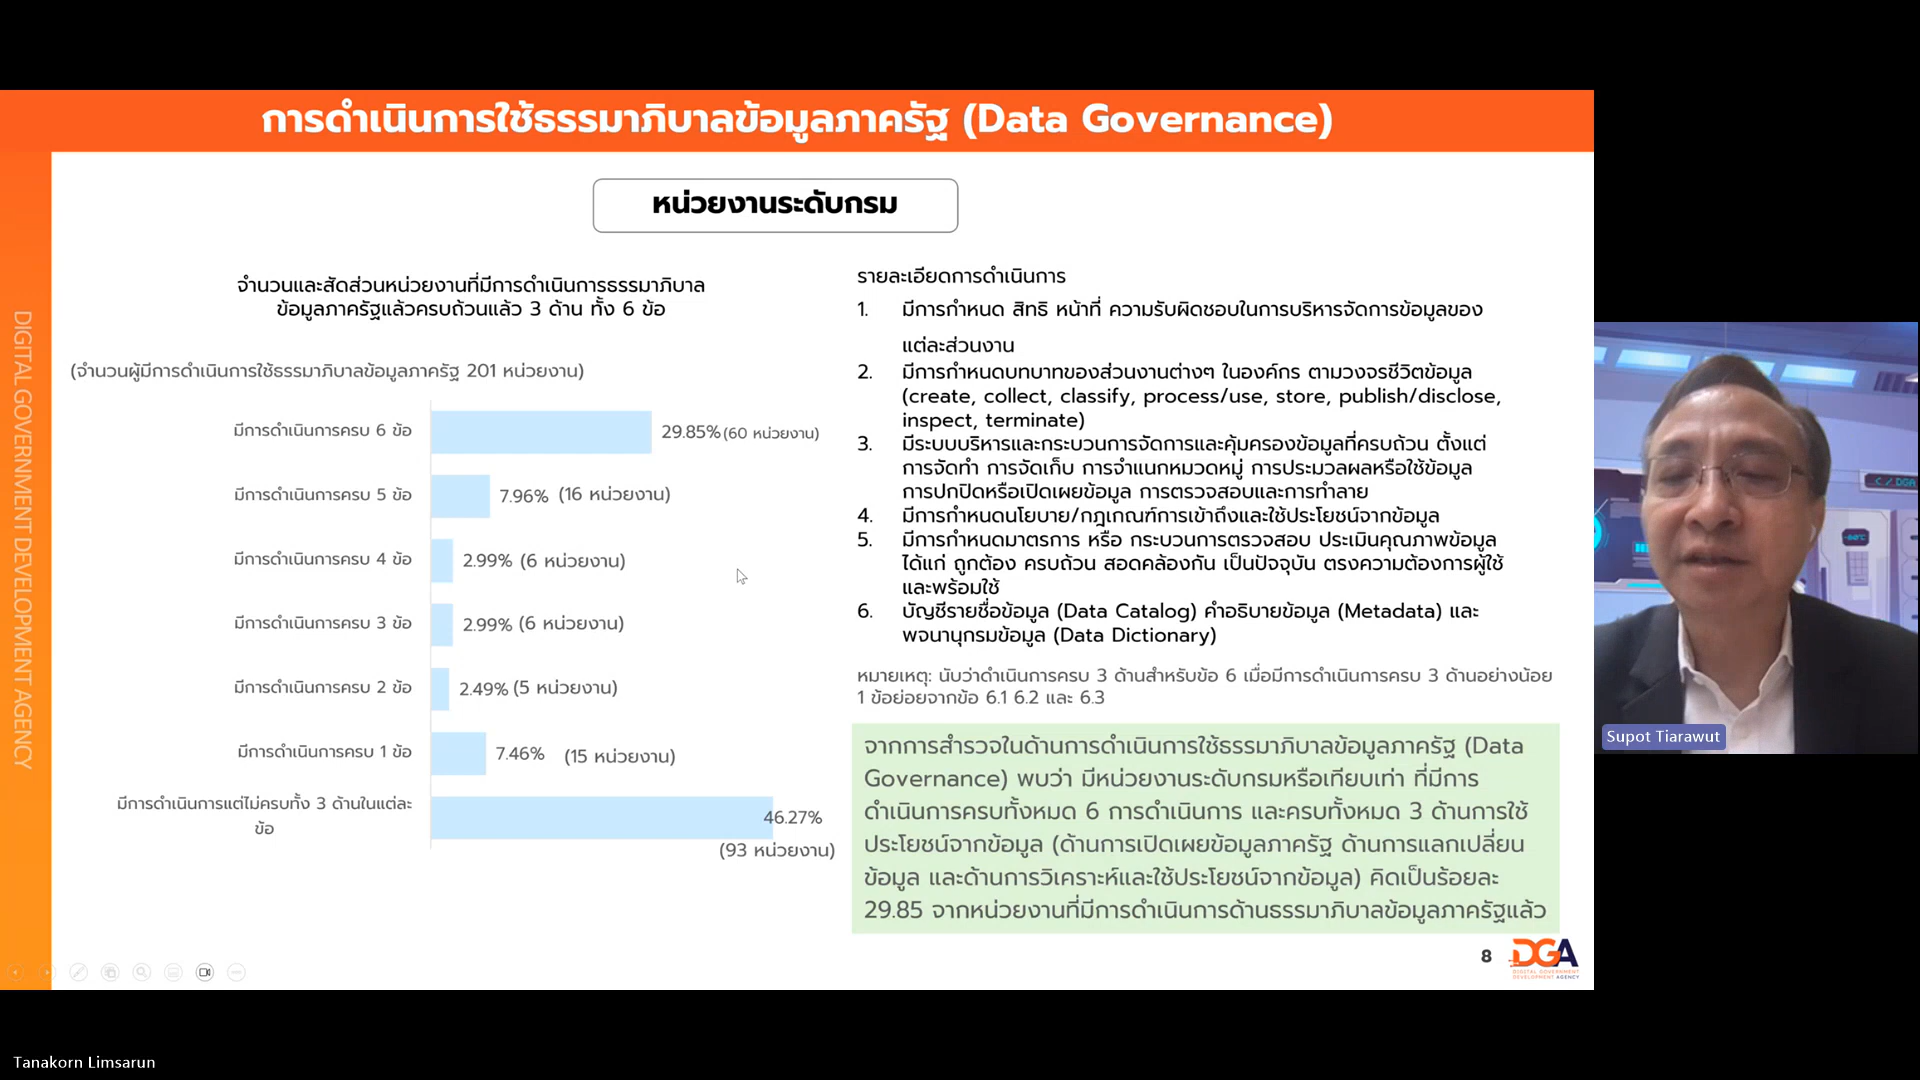 การดำเนินการใช้ธรรมาภิบาลข้อมูลภาครัฐ (Data Governance)
หน่วยงานระดับกรม
DIGITAL GOVERNMENT DEVELOPMENT AGENCY
จำนวนและสัดส่วนหน่วยงานที่มีการดำเนินการธรรมาภิบาล
ข้อมูลภาครัฐแล้วครบถ้วนแล้ว 3 ด้าน ทั้ง 6 ข้อ
(จำนวนผู้มีการดำเนินการใช้ธรรมาภิบาลข้อมูลภาครัฐ 201 หน่วยงาน)
มีการดำเนินการครบ 6 ข้อ 29.85% (60 หน่วยงาน)
มีการดำเนินการครบ 5 ข้อ 7.96% (16 หน่วยงาน)
มีการดำเนินการครบ 4 ข้อ 2.99% (6 หน่วยงาน)
มีการดำเนินการครบ 3 ข้อ 2.99% (6 หน่วยงาน)
มีการดำเนินการครบ 2 ข้อ 2.49% (5 หน่วยงาน)
มีการดำเนินการครบ 1 ข้อ 7.46% (15 หน่วยงาน)
มีการดำเนินการแต่ไม่ครบทั้ง 3 ด้านในแต่ละ
ข้อ
46.27%
(93 หน่วยงาน)
รายละเอียดการดำเนินการ
1. มีการกำหนด สิทธิ หน้าที่ ความรับผิดชอบในการบริหารจัดการข้อมูลของ
แต่ละส่วนงาน
2. มีการกำหนดบทบาทของส่วนงานต่างๆ ในองค์กร ตามวงจรชีวิตข้อมูล
(create, collect, classify, process/use, store, publish/disclose,
inspect, terminate)
3. มีระบบบริหารและกระบวนการจัดการและคุ้มครองข้อมูลที่ครบถ้วน ตั้งแต่
การจัดทำ การจัดเก็บ การจำแนกหมวดหมู่ การประมวลผลหรือใช้ข้อมูล
การปกปิดหรือเปิดเผยข้อมูล การตรวจสอบและการทำลาย
4. มีการกำหนดนโยบาย/กฎเกณฑ์การเข้าถึงและใช้ประโยชน์จากข้อมูล
5. มีการกำหนดมาตรการ หรือ กระบวนการตรวจสอบ ประเมินคุณภาพข้อมูล
ได้แก่ ถูกต้อง ครบถ้วน สอดคล้องกัน เป็นปัจจุบัน ตรงความต้องการผู้ใช้
และพร้อมใช้
6. บัญชีรายชื่อข้อมูล (Data Catalog) คำอธิบายข้อมูล (Metadata) และ
พจนานุกรมข้อมูล (Data Dictionary)
หมายเหตุ: นับว่าดำเนินการครบ 3 ด้านสำหรับข้อ 6 เมื่อมีการดำเนินการครบ 3 ด้านอย่างน้อย
1 ข้อย่อยจากข้อ 6.1 6.2 และ 6.3
จากการสำรวจในด้านการดำเนินการใช้ธรรมาภิบาลข้อมูลภาครัฐ (Data
Governance) พบว่า มีหน่วยงานระดับกรมหรือเทียบเท่า ที่มีการ
ดำเนินการครบทั้งหมด 6 การดำเนินการ และครบทั้งหมด 3 ด้านการใช้
ประโยชน์จากข้อมูล (ด้านการเปิดเผยข้อมูลภาครัฐ ด้านการแลกเปลี่ยน
ข้อมูล และด้านการวิเคราะห์และใช้ประโยชน์จากข้อมูล) คิดเป็นร้อยละ
29.85 จากหน่วยงานที่มีการดำเนินการด้านธรรมาภิบาลข้อมูลภาครัฐแล้ว
8
DGA
DIGITAL GOVERNMENT
DEVELOPMENT AGENCY
Supot Tiarawut
Tanakorn Limsarun